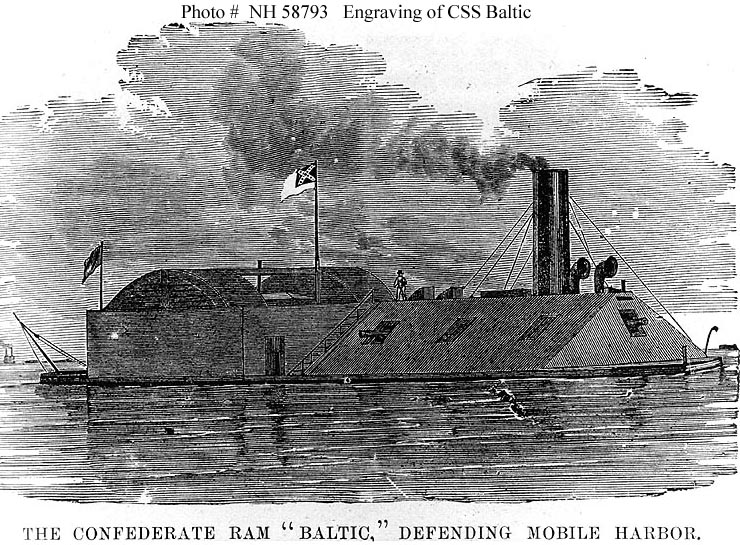 Photo # NH 58793 Engraving of CSS Baltic
THE CONFEDERATE RAM “BALTIC,” DEFENDING MOBILE HARBOR.